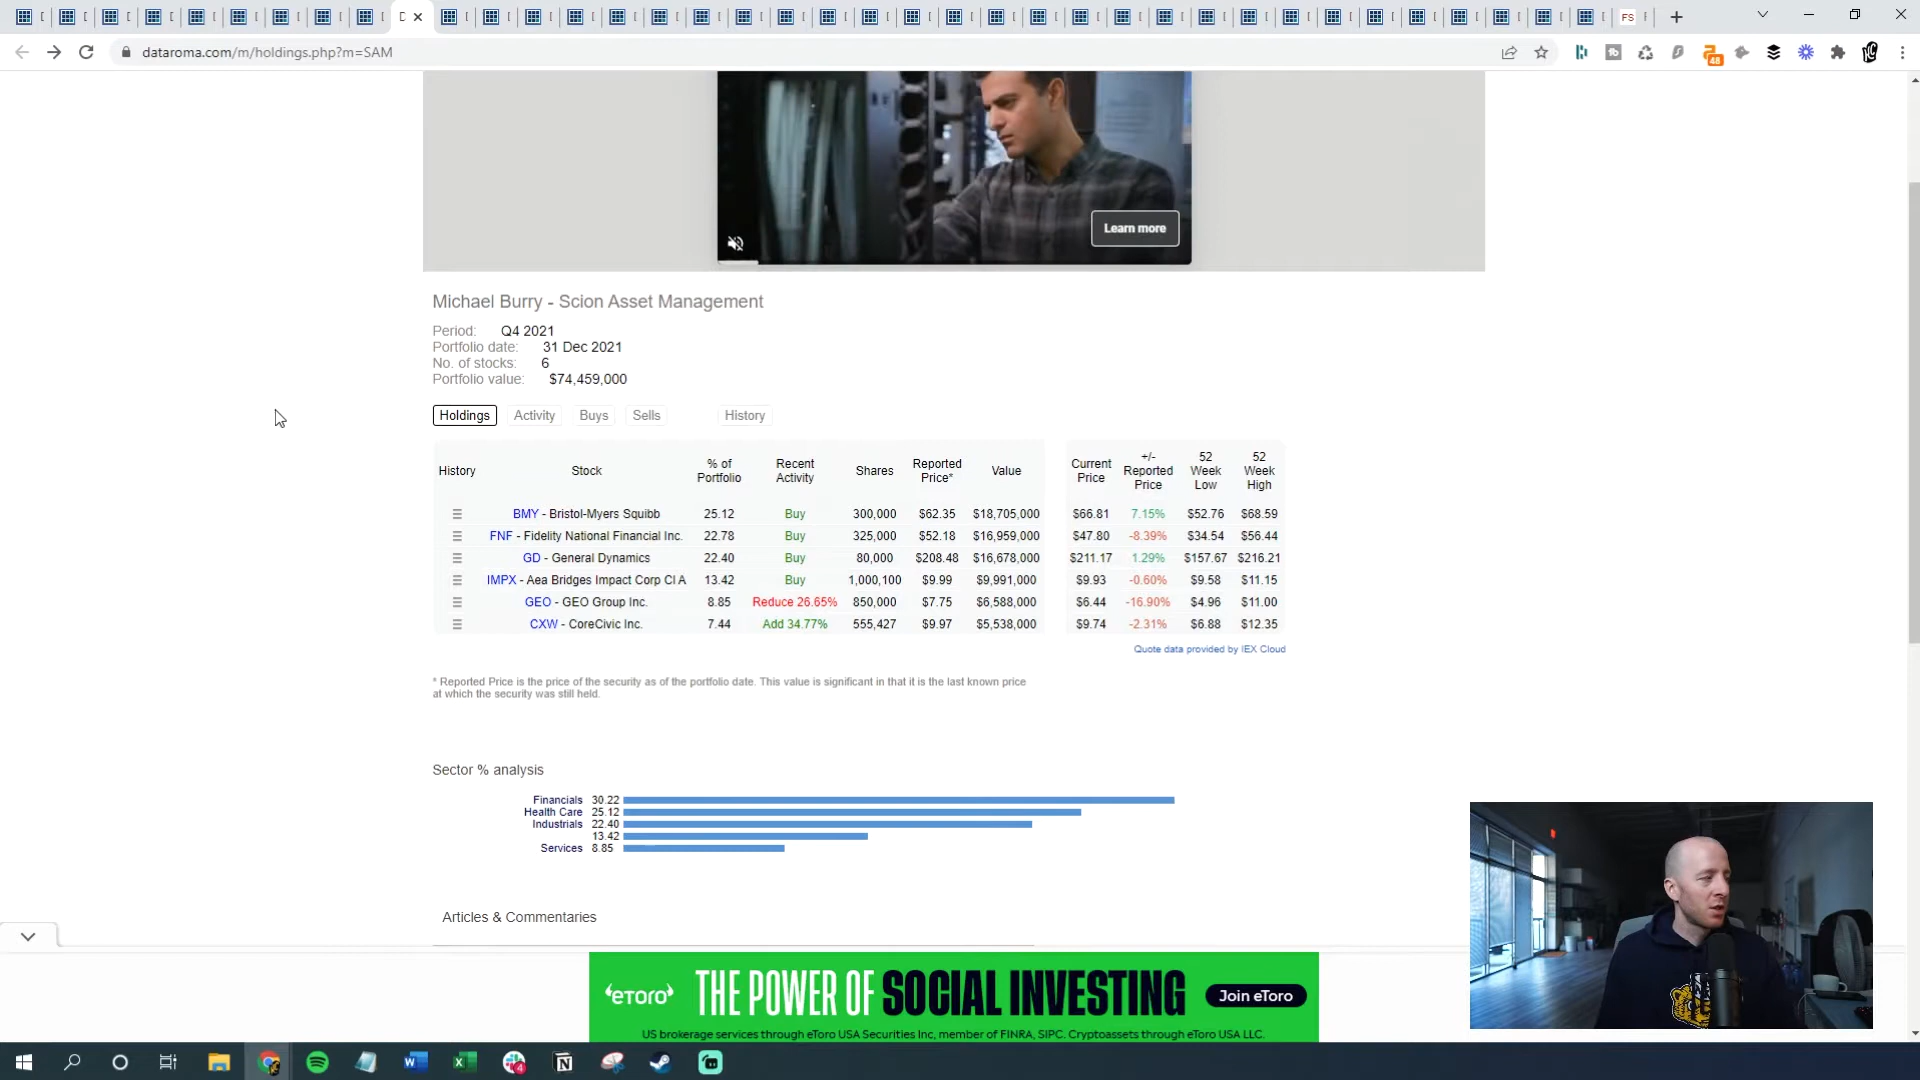 dataroma.com/m/holdings.php?m=SAM
48
FS
Learn more
Michael Burry - Scion Asset Management
Period: Q4 2021
Portfolio date: 31 Dec 2021
No. of stocks: 6
Portfolio value: $74,459,000
Holdings Activity Buys Sells History
History Stock % of Portfolio Recent Activity Shares Reported Price* Value Current Price +/- Reported Price 52 Week Low 52 Week High
BMY - Bristol-Myers Squibb 25.12 Buy 300,000 $62.35 $18,705,000 $66.81 7.15% $52.76 $68.59
FNF - Fidelity National Financial Inc. 22.78 Buy 325,000 $52.18 $16,959,000 $47.80 -8.39% $34.54 $56.44
GD - General Dynamics 22.40 Buy 80,000 $208.48 $16,678,000 $211.17 1.29% $157.67 $216.21
IMPX - Aea Bridges Impact Corp Cl A 13.42 Buy 1,000,100 $9.99 $9,991,000 $9.93 -0.60% $9.58 $11.15
GEO - GEO Group Inc. 8.85 Reduce 26.65% 850,000 $7.75 $6,588,000 $6.44 -16.90% $4.96 $11.00
CXW - CoreCivic Inc. 7.44 Add 34.77% 555,427 $9.97 $5,538,000 $9.74 -2.31% $6.88 $12.35
Quote data provided by IEX Cloud
* Reported Price is the price of the security as of the portfolio date. This value is significant in that it is the last known price
at which the security was still held.
Sector % analysis
Financials 30.22
Health Care 25.12
Industrials 22.40
13.42
Services 8.85
Articles & Commentaries
eToro THE POWER OF SOCIAL INVESTING Join eToro
US brokerage services through eToro USA Securities Inc, member of FINRA, SIPC. Cryptoassets through eToro USA LLC.